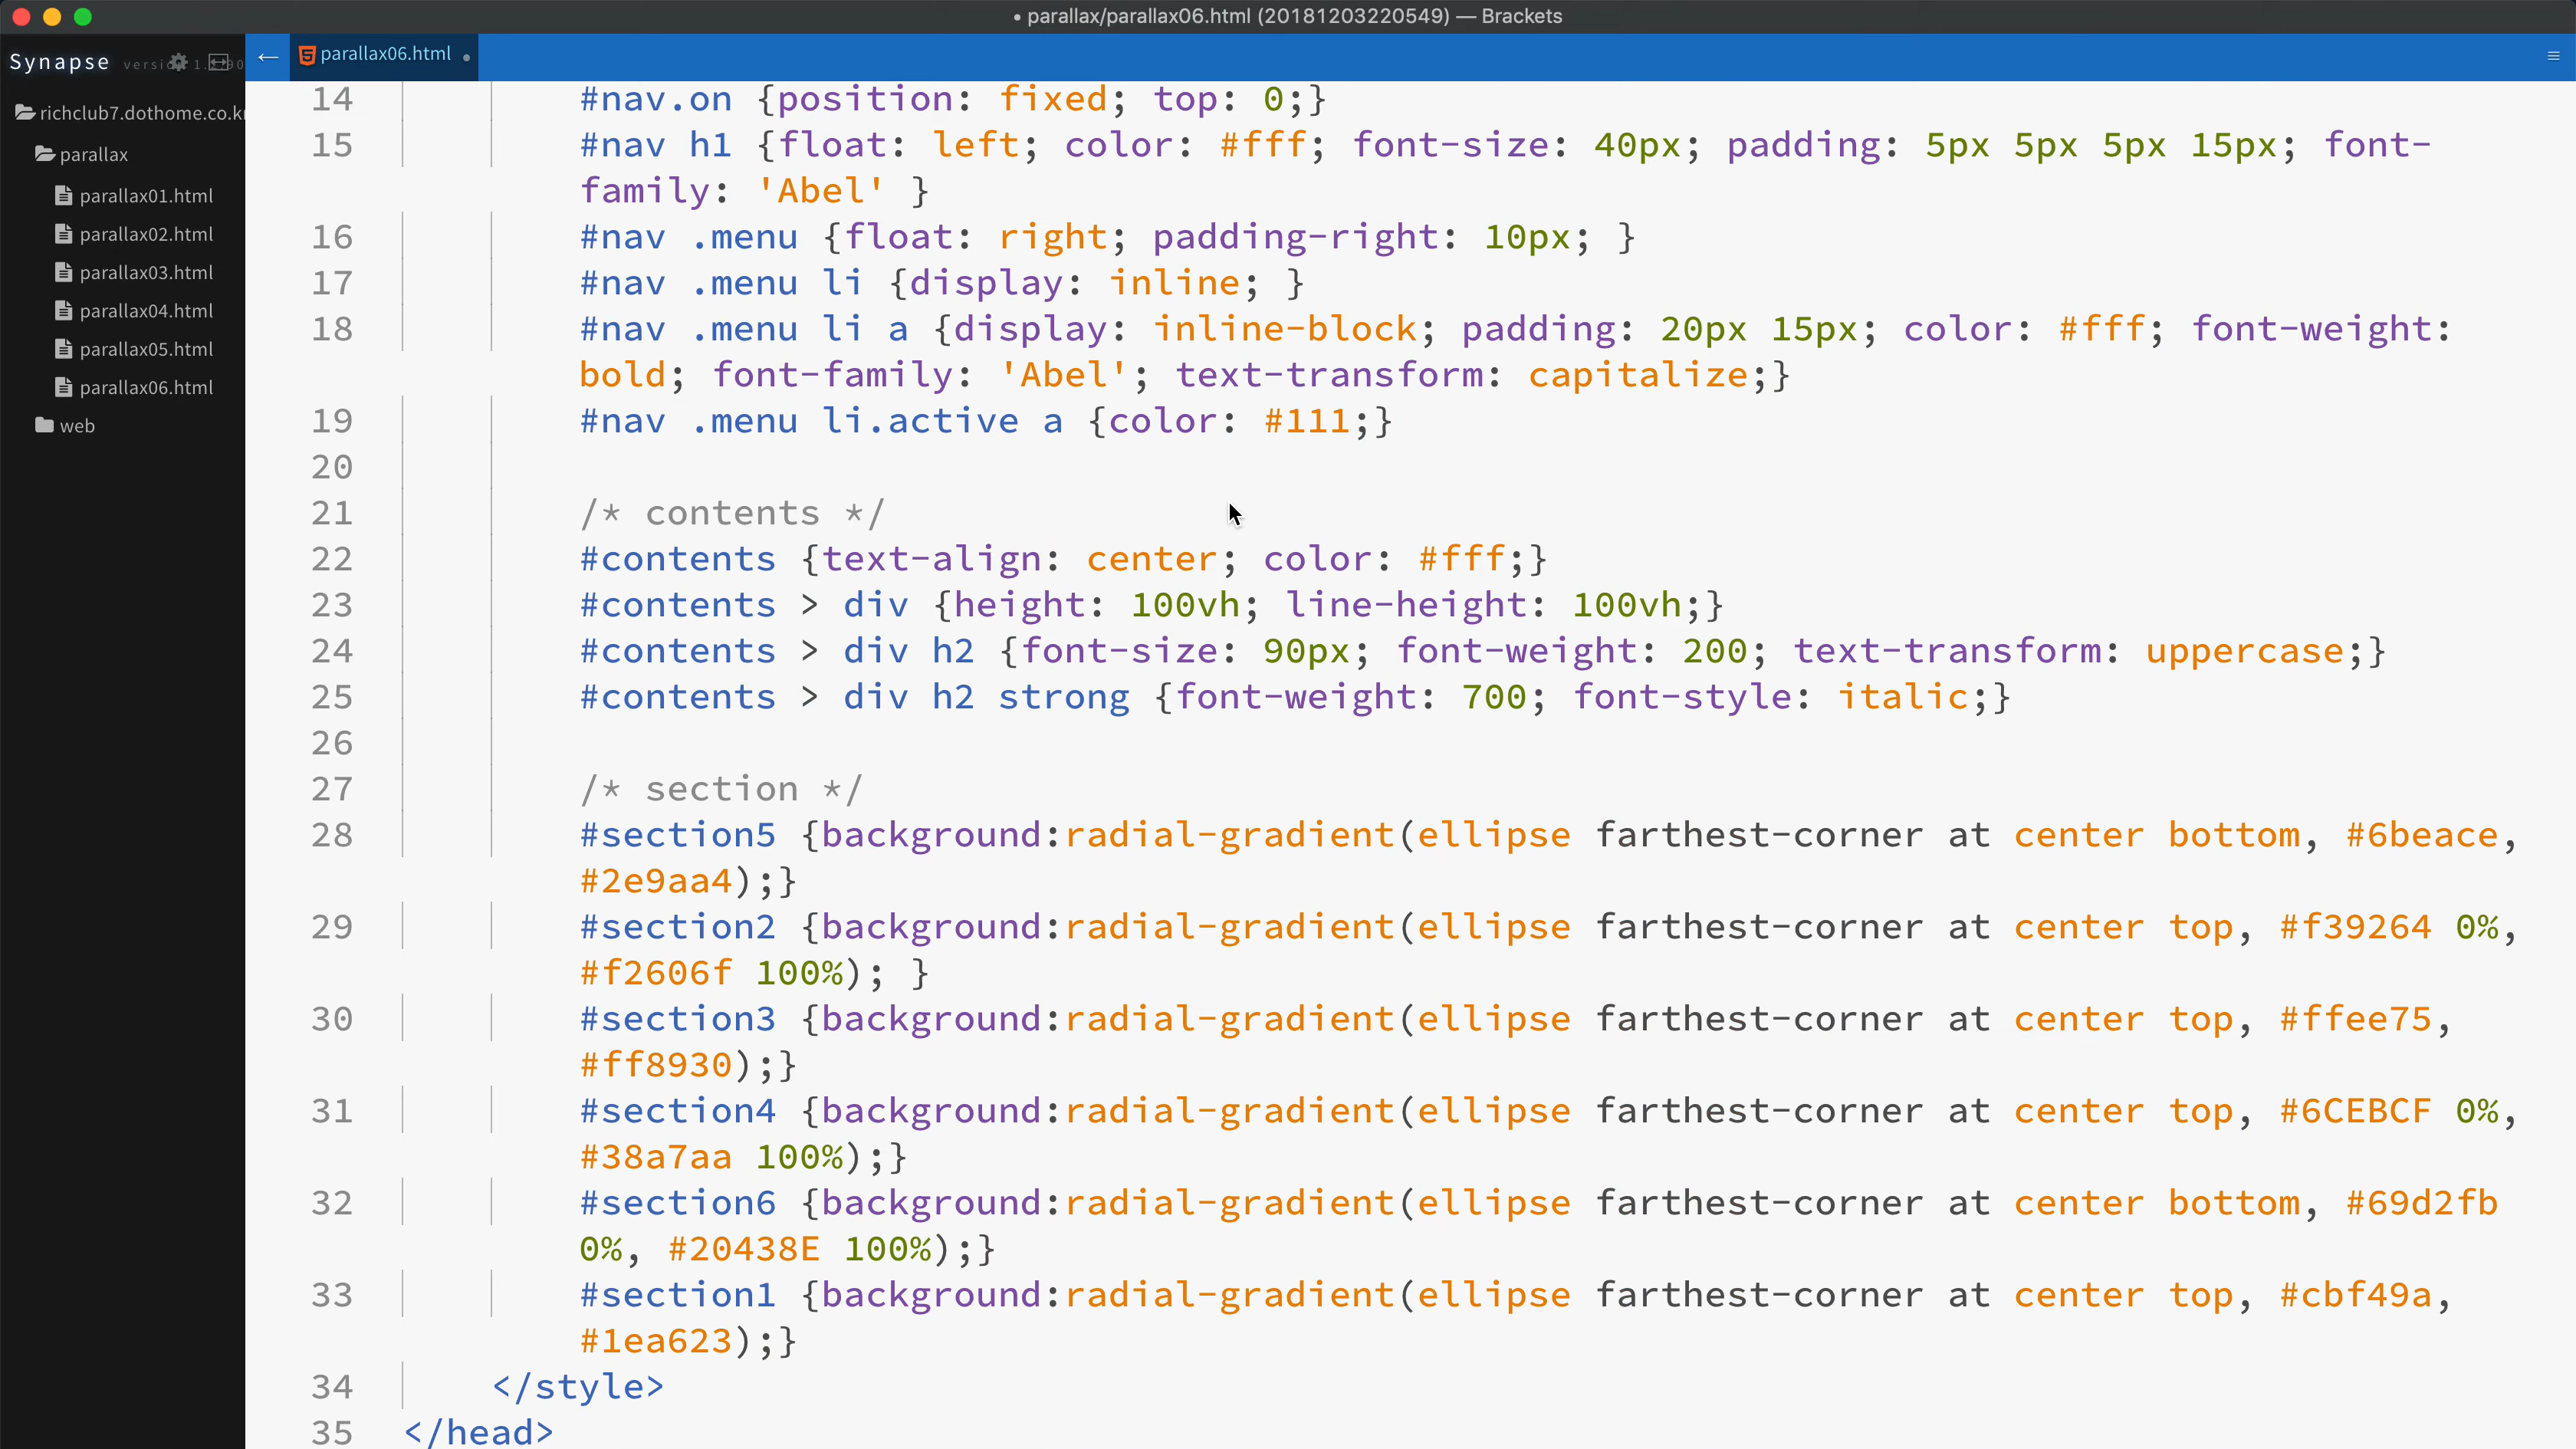 • parallax/parallax06.html (20181203220549) — Brackets
Synapse
← parallax06.html •
richclub7.dothome.co.kr
parallax
parallax01.html
parallax02.html
parallax03.html
parallax04.html
parallax05.html
parallax06.html
web
14 #nav.on {position: fixed; top: 0;}
15 #nav h1 {float: left; color: #fff; font-size: 40px; padding: 5px 5px 5px 15px; font-
family: 'Abel' }
16 #nav .menu {float: right; padding-right: 10px; }
17 #nav .menu li {display: inline; }
18 #nav .menu li a {display: inline-block; padding: 20px 15px; color: #fff; font-weight:
bold; font-family: 'Abel'; text-transform: capitalize;}
19 #nav .menu li.active a {color: #111;}
20
21 /* contents */
22 #contents {text-align: center; color: #fff;}
23 #contents > div {height: 100vh; line-height: 100vh;}
24 #contents > div h2 {font-size: 90px; font-weight: 200; text-transform: uppercase;}
25 #contents > div h2 strong {font-weight: 700; font-style: italic;}
26
27 /* section */
28 #section5 {background:radial-gradient(ellipse farthest-corner at center bottom, #6beace,
#2e9aa4);}
29 #section2 {background:radial-gradient(ellipse farthest-corner at center top, #f39264 0%,
#f2606f 100%); }
30 #section3 {background:radial-gradient(ellipse farthest-corner at center top, #ffee75,
#ff8930);}
31 #section4 {background:radial-gradient(ellipse farthest-corner at center top, #6CEBCF 0%,
#38a7aa 100%);}
32 #section6 {background:radial-gradient(ellipse farthest-corner at center bottom, #69d2fb
0%, #20438E 100%);}
33 #section1 {background:radial-gradient(ellipse farthest-corner at center top, #cbf49a,
#1ea623);}
34 </style>
35 </head>